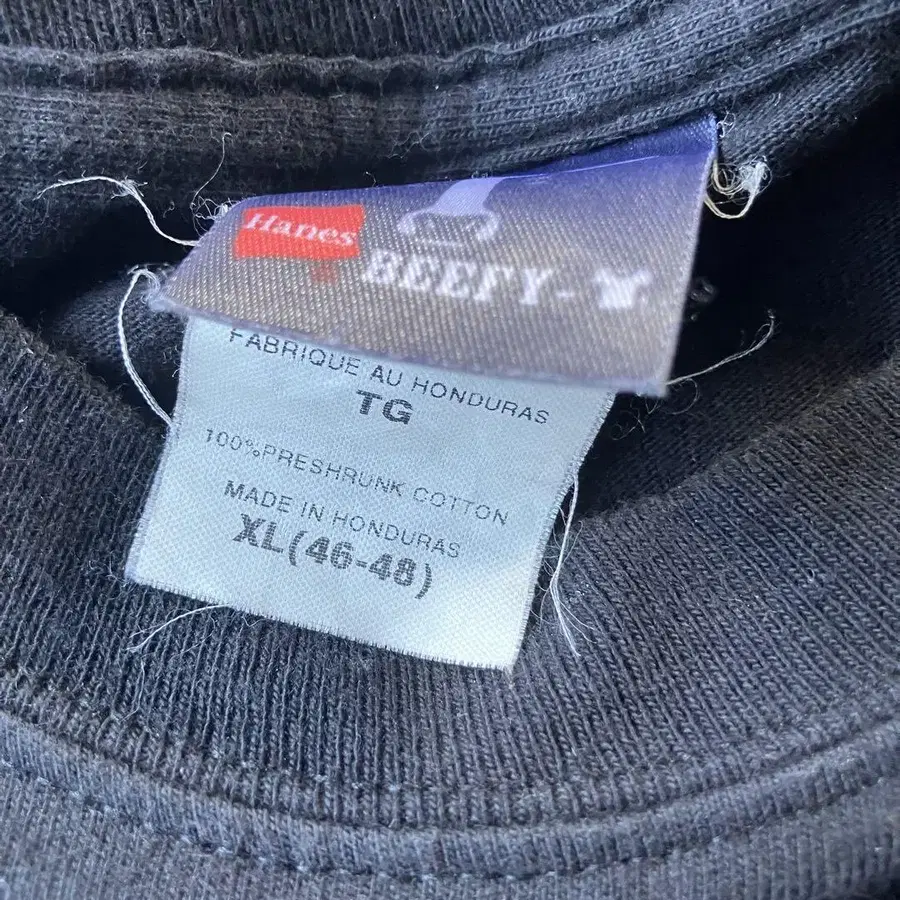 Hanes
BEEFY-
FABRIQUE AU HONDURAS
TG
100% PRESHRUNK COTTON
MADE IN HONDURAS
XL(46-48)